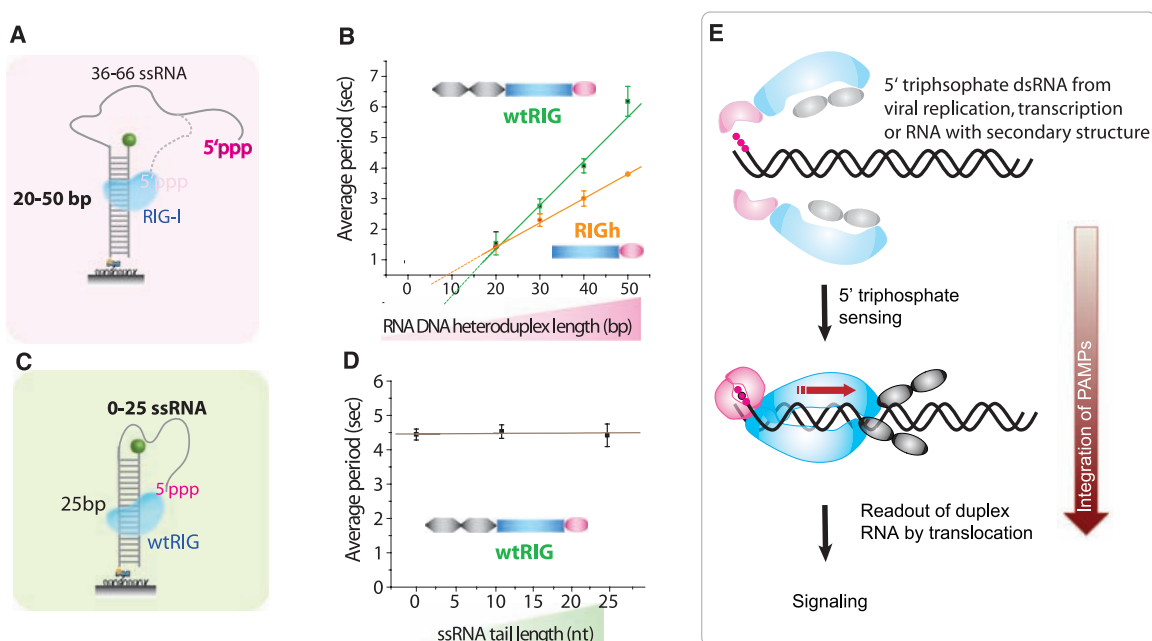 A
36-66 ssRNA
5'ppp
5'ppp
20-50 bp
RIG-I
B
Average period (sec)
7
6
5
4
3
2
1
wtRIG
RIGh
0 10 20 30 40 50
RNA DNA heteroduplex length (bp)
C
0-25 ssRNA
5'ppp
25bp
wtRIG
D
Average period (sec)
6
5
4
3
2
1
0
wtRIG
0 5 10 15 20 25
ssRNA tail length (nt)
E
5' triphsophate dsRNA from
viral replication, transcription
or RNA with secondary structure
5' triphosphate
sensing
Readout of duplex
RNA by translocation
Signaling
Integration of PAMPs